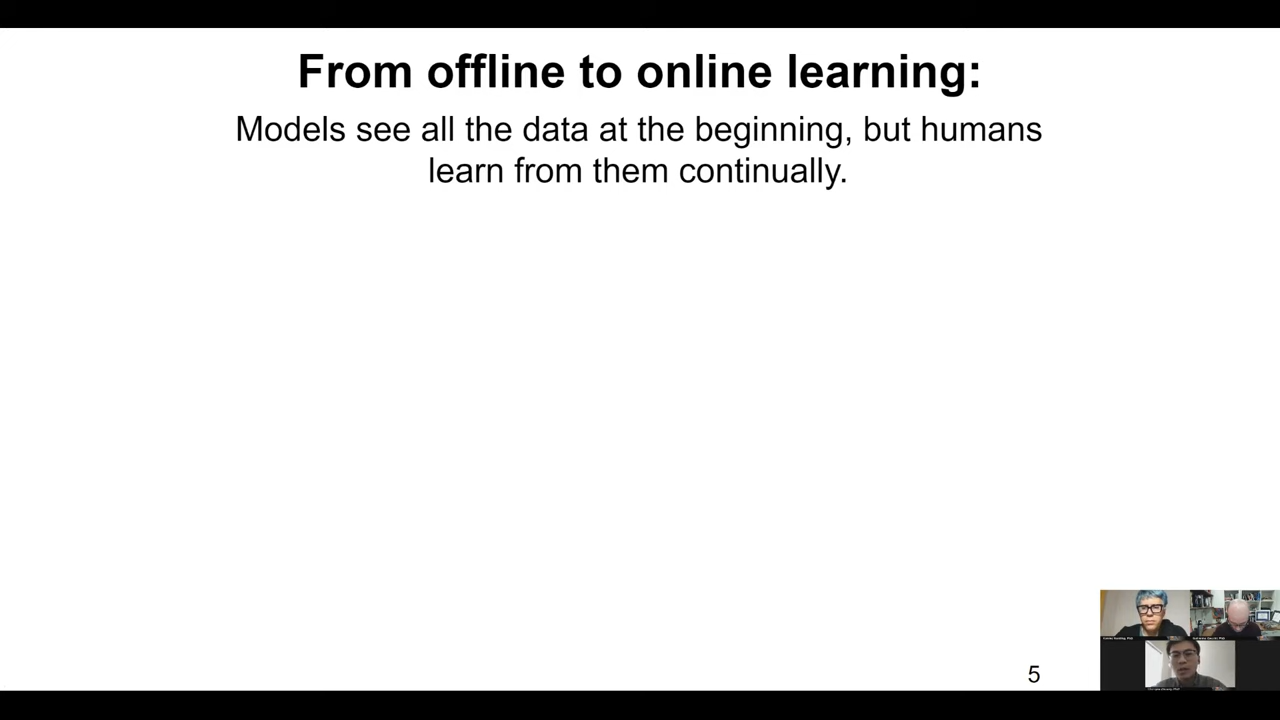 From offline to online learning:
Models see all the data at the beginning, but humans
learn from them continually.
5